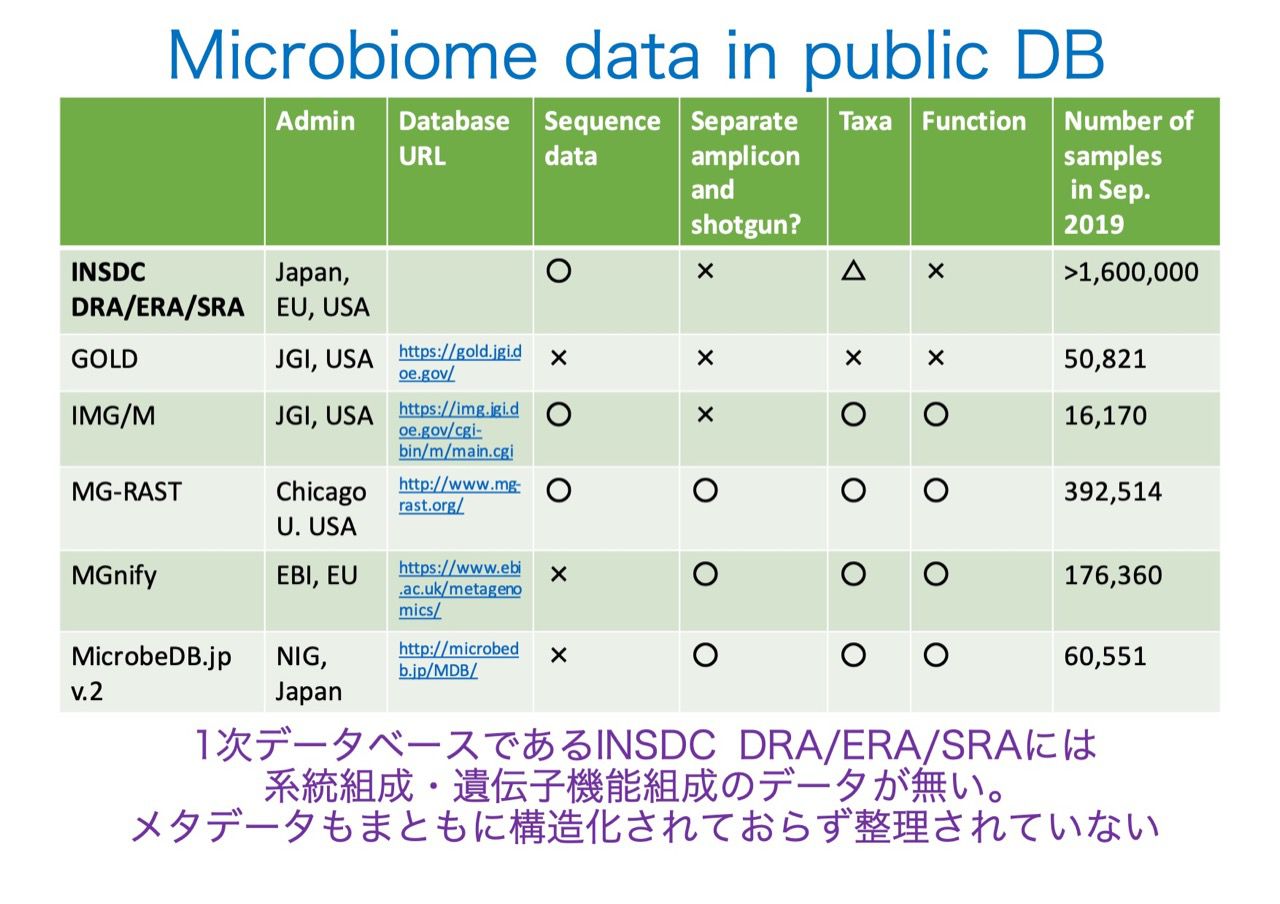 Microbiome data in public DB
Admin
Database
URL
Sequence
data
Separate
amplicon
and
shotgun?
Taxa
Function
Number of
samples
in Sep.
2019
INSDC
DRA/ERA/SRA
Japan,
EU, USA
〇
×
△
×
>1,600,000
GOLD
JGI, USA
https://gold.jgi.d
oe.gov/
×
×
×
×
50,821
IMG/M
JGI, USA
https://img.jgi.d
oe.gov/cgi-
bin/m/main.cgi
〇
×
〇
〇
16,170
MG-RAST
Chicago
U. USA
http://www.mg-
rast.org/
〇
〇
〇
〇
392,514
MGnify
EBI, EU
https://www.ebi
.ac.uk/metageno
mics/
×
〇
〇
〇
176,360
MicrobeDB.jp
v.2
NIG,
Japan
http://microbed
b.jp/MDB/
×
〇
〇
〇
60,551
1次データベースであるINSDC DRA/ERA/SRAには
系統組成・遺伝子機能組成のデータが無い。
メタデータもまともに構造化されておらず整理されていない